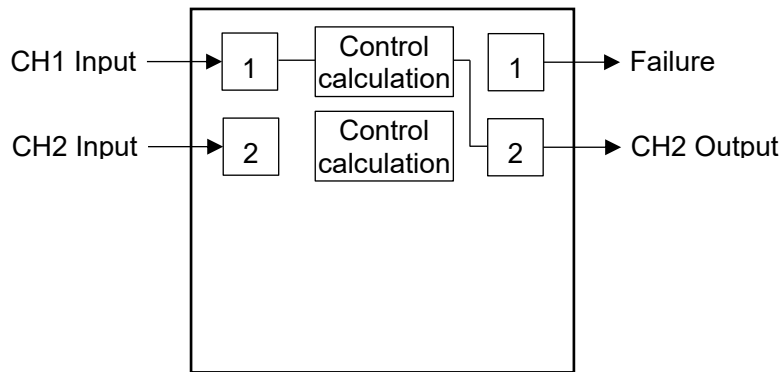 CH1 Input
1
Control
calculation
1
Failure
CH2 Input
2
Control
calculation
2
CH2 Output